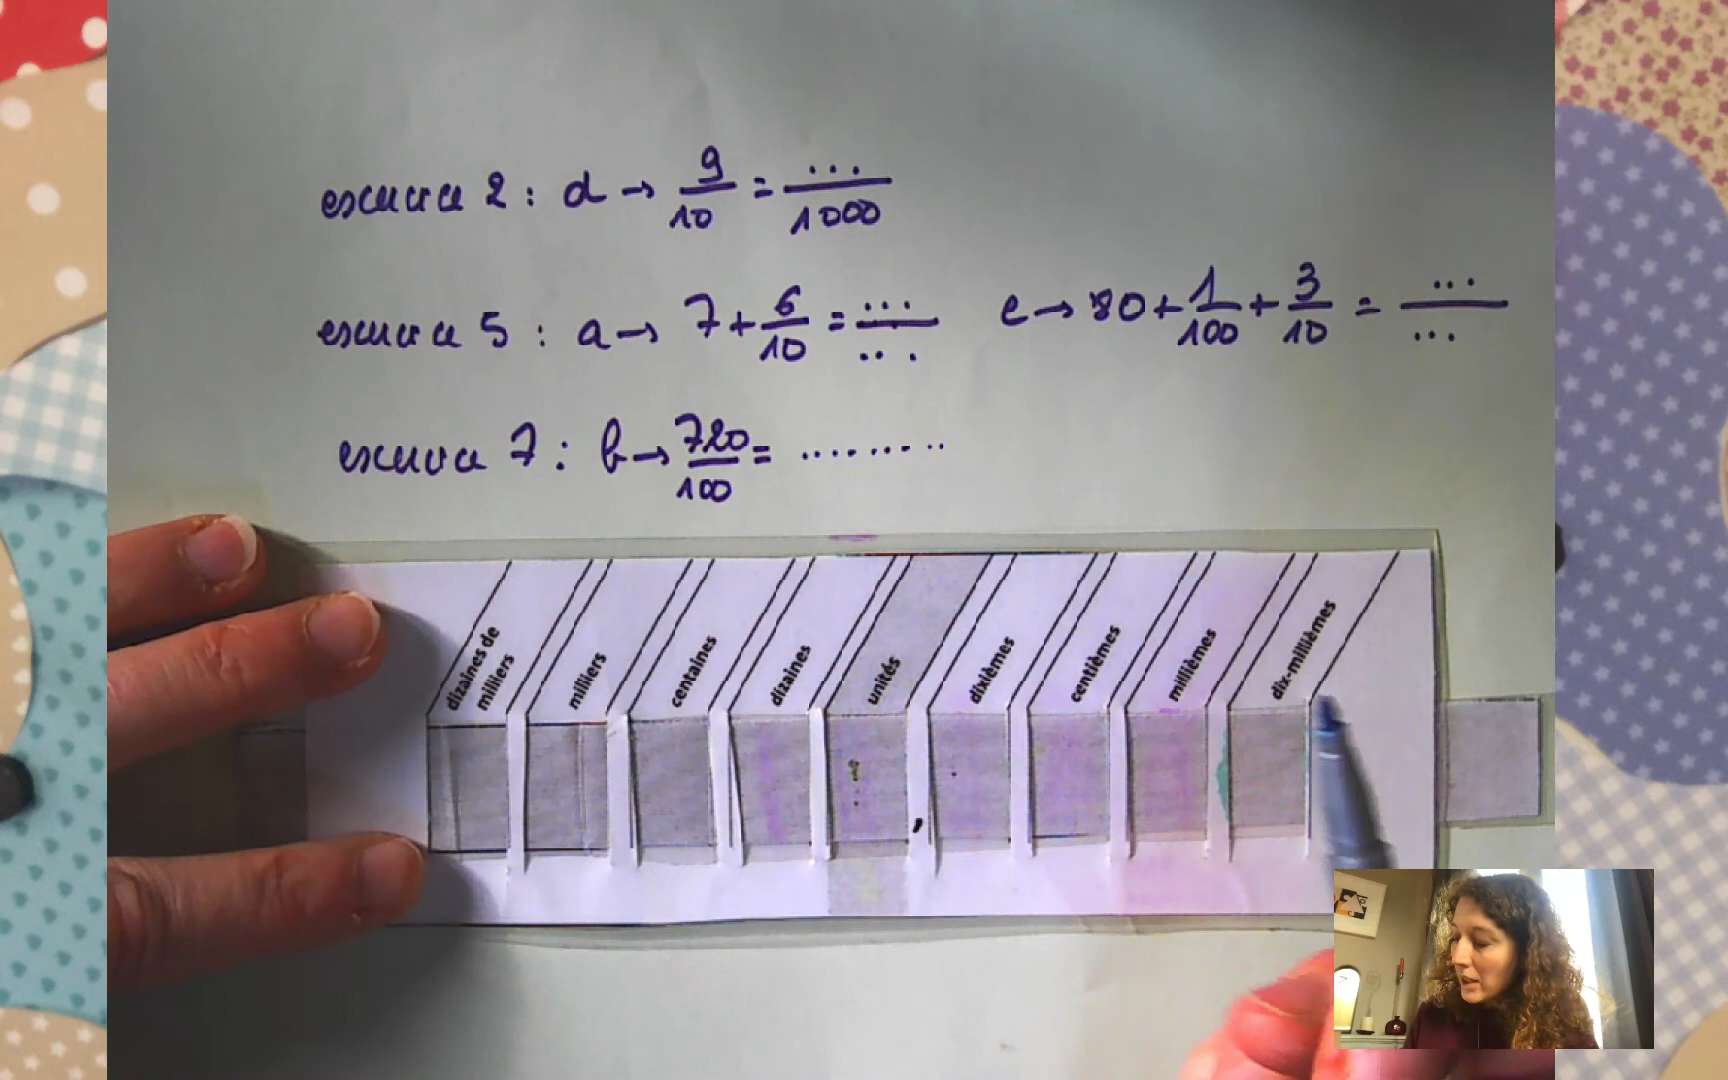 exercice 2 : d → 9/10 = .../1000
exercice 5 : a → 7 + 6/10 = .../... e → 80 + 1/100 + 3/10 = .../...
exercice 7 : b → 720/100 = .........
dizaines de milliers
milliers
centaines
dizaines
unités
dixièmes
centièmes
millièmes
dix-millièmes
,